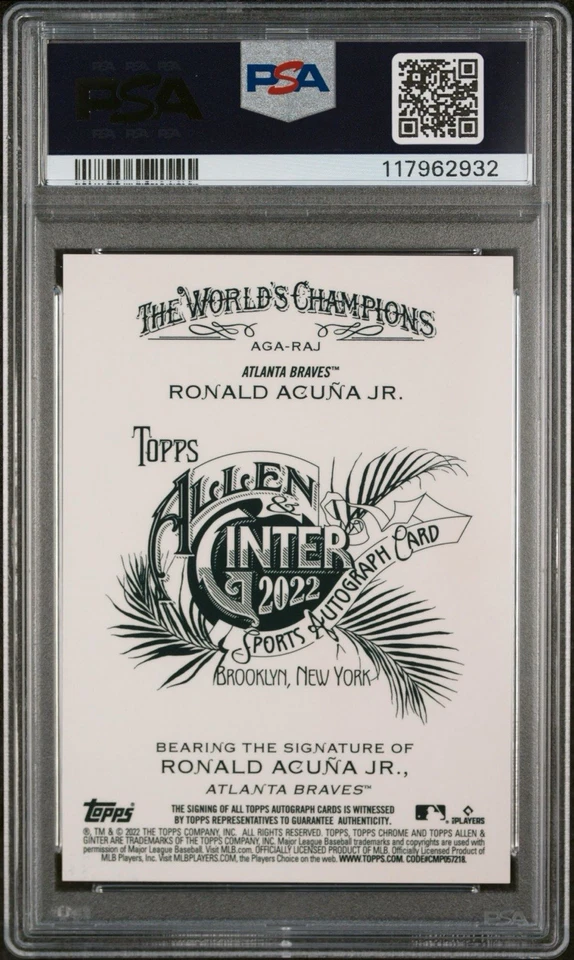 PSA
PSA
117962932
THE WORLD'S CHAMPIONS
AGA-RAJ
ATLANTA BRAVES™
RONALD ACUÑA JR.
TOPPS
ALLEN
&
GINTER
2022
SPORTS AUTOGRAPH CARD
BROOKLYN, NEW YORK
BEARING THE SIGNATURE OF
RONALD ACUÑA JR.,
ATLANTA BRAVES™
topps
THE SIGNING OF ALL TOPPS AUTOGRAPH CARDS IS WITNESSED
BY TOPPS REPRESENTATIVES TO GUARANTEE AUTHENTICITY.
PLAYERS
®, TM & © 2022 THE TOPPS COMPANY, INC. ALL RIGHTS RESERVED. TOPPS, TOPPS CHROME AND TOPPS ALLEN &
GINTER ARE TRADEMARKS OF THE TOPPS COMPANY, INC. Major League Baseball trademarks and copyrights are used with
permission of Major League Baseball. Visit MLB.com. OFFICIALLY LICENSED PRODUCT OF MLB. Officially Licensed Product of
MLB Players, Inc. Visit MLBPLAYERS.COM, the Players Choice on the web. WWW.TOPPS.COM. CODE#CMP057218.
PSA